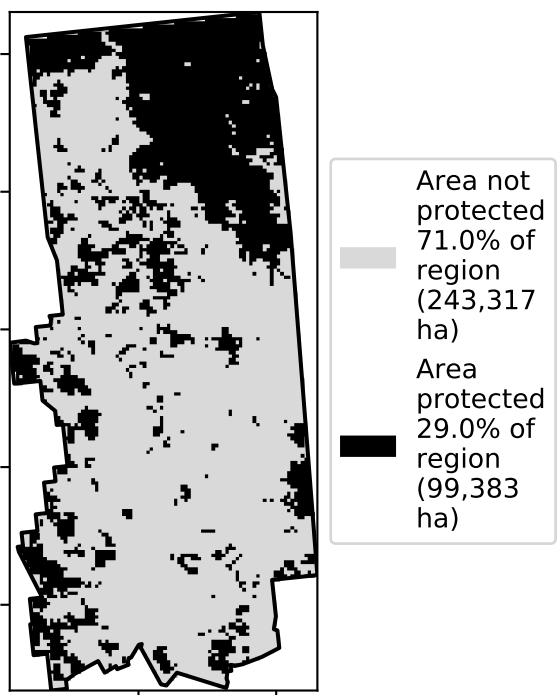 Area not
protected
71.0% of
region
(243,317
ha)
Area
protected
29.0% of
region
(99,383
ha)